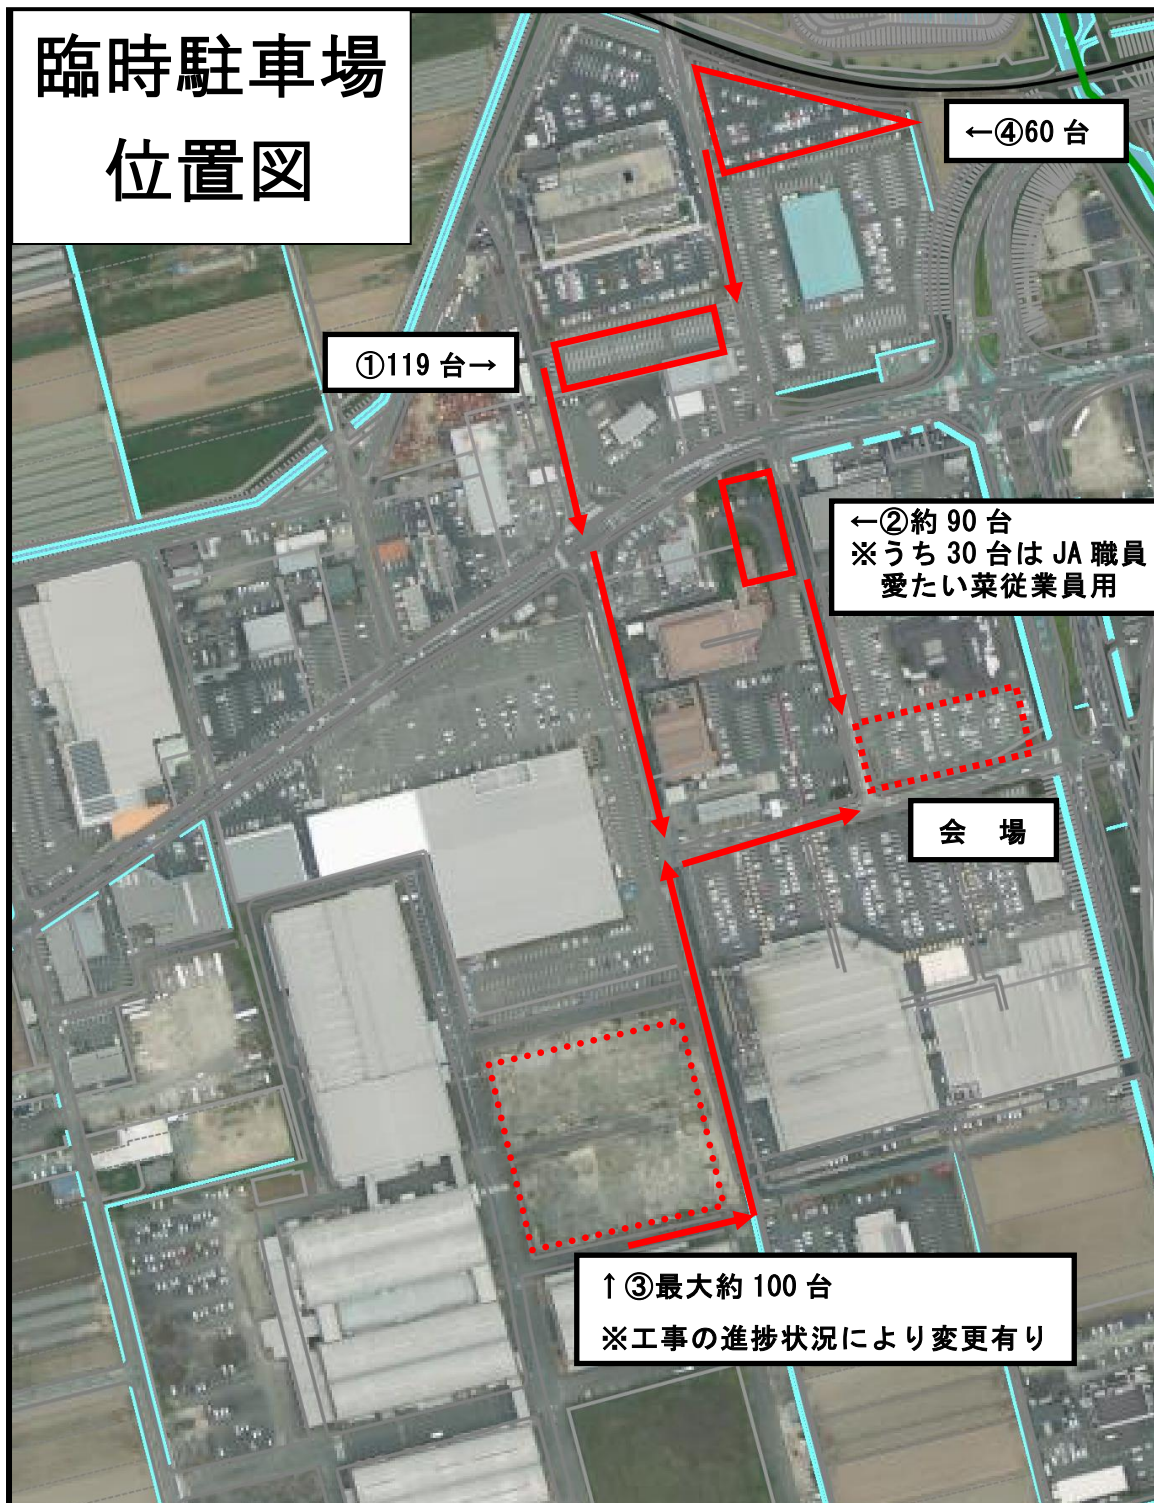 臨時駐車場
位置図
←④60 台
①119 台→
←②約 90 台
※うち 30 台は JA 職員
愛たい菜従業員用
会 場
↑③最大約 100 台
※工事の進捗状況により変更有り